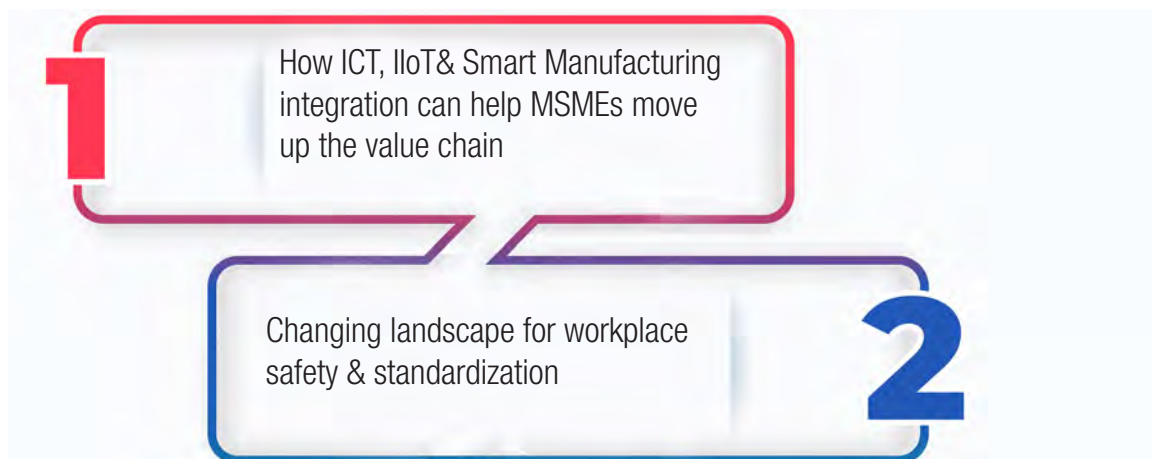 1
How ICT, IIoT& Smart Manufacturing
integration can help MSMEs move
up the value chain
Changing landscape for workplace
safety & standardization
2